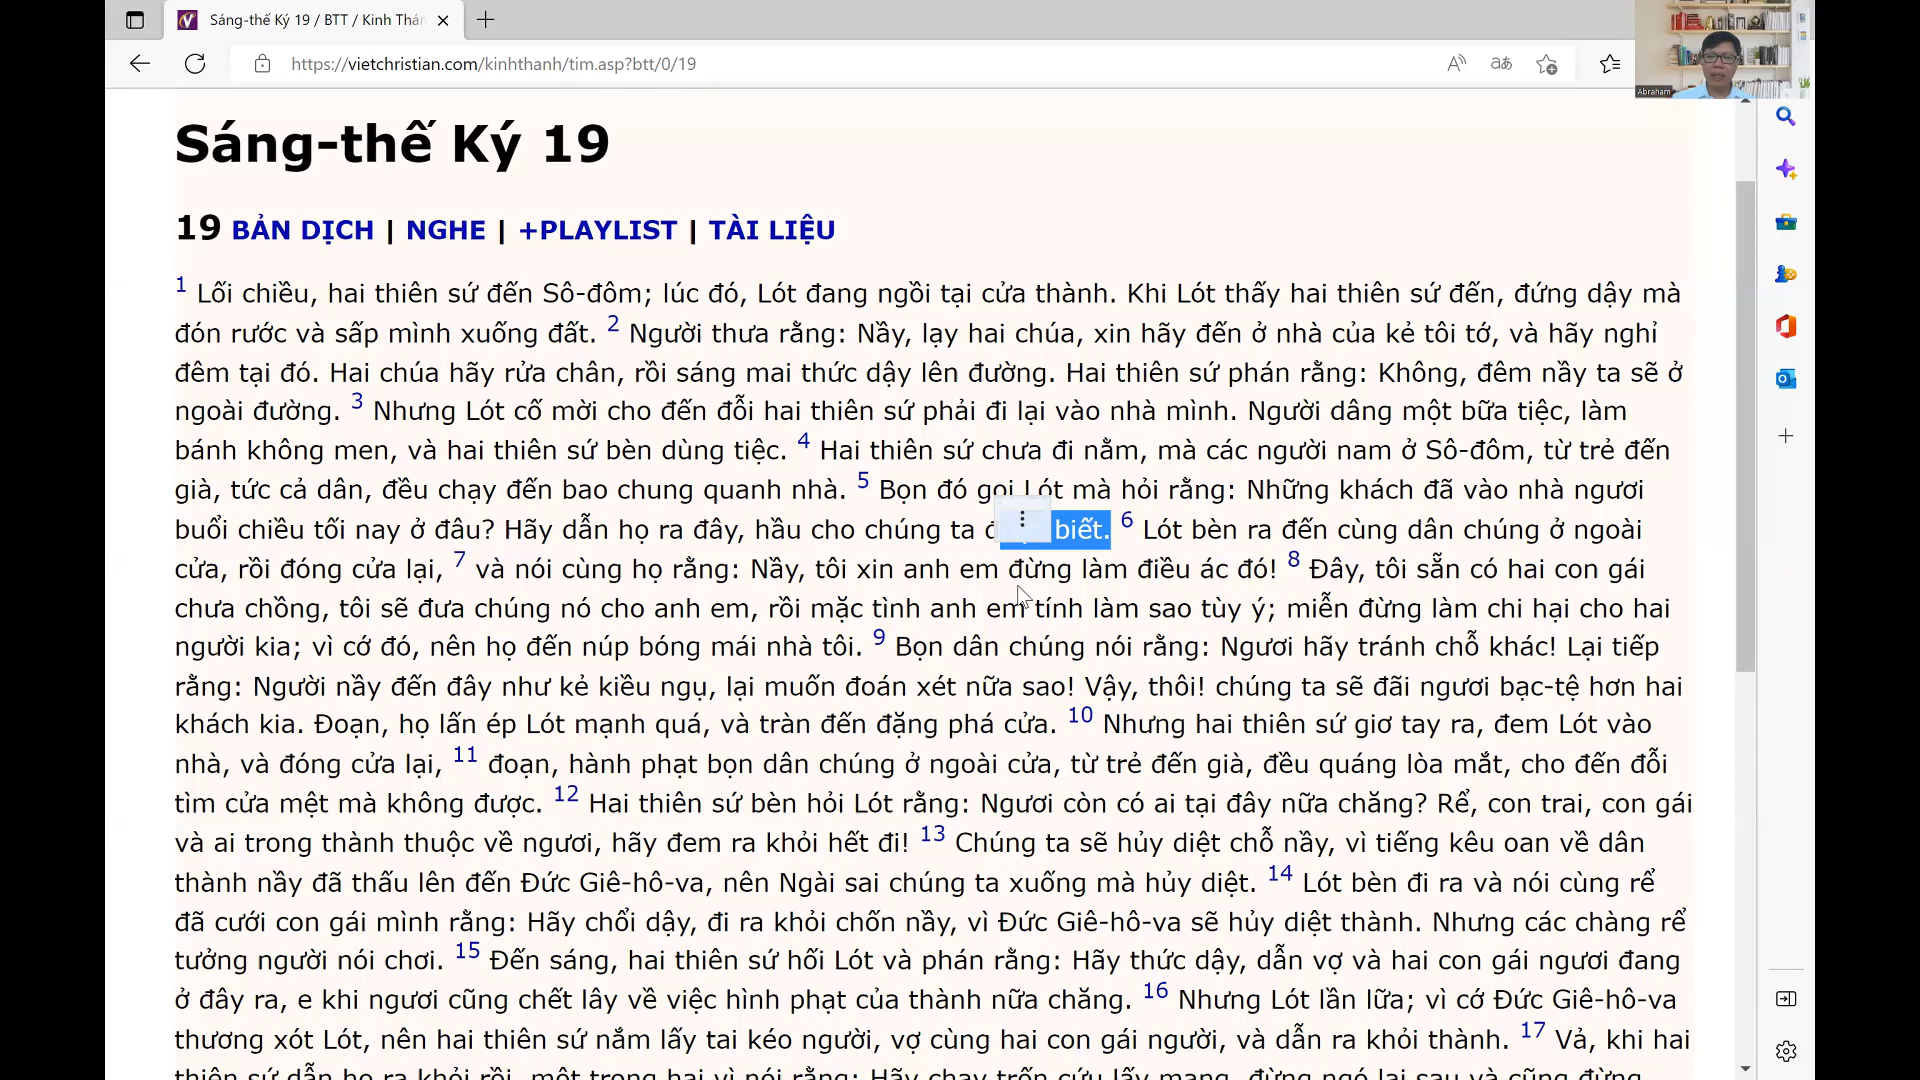 Sáng-thế Ký 19 / BTT / Kinh Thán
https://vietchristian.com/kinhthanh/tim.asp?btt/0/19
Abraham
Sáng-thế Ký 19
19 BẢN DỊCH | NGHE | +PLAYLIST | TÀI LIỆU
1 Lối chiều, hai thiên sứ đến Sô-đôm; lúc đó, Lót đang ngồi tại cửa thành. Khi Lót thấy hai thiên sứ đến, đứng dậy mà
đón rước và sấp mình xuống đất. 2 Người thưa rằng: Nầy, lạy hai chúa, xin hãy đến ở nhà của kẻ tôi tớ, và hãy nghỉ
đêm tại đó. Hai chúa hãy rửa chân, rồi sáng mai thức dậy lên đường. Hai thiên sứ phán rằng: Không, đêm nầy ta sẽ ở
ngoài đường. 3 Nhưng Lót cố mời cho đến đỗi hai thiên sứ phải đi lại vào nhà mình. Người dâng một bữa tiệc, làm
bánh không men, và hai thiên sứ bèn dùng tiệc. 4 Hai thiên sứ chưa đi nằm, mà các người nam ở Sô-đôm, từ trẻ đến
già, tức cả dân, đều chạy đến bao chung quanh nhà. 5 Bọn đó gọi Lót mà hỏi rằng: Những khách đã vào nhà ngươi
buổi chiều tối nay ở đâu? Hãy dẫn họ ra đây, hầu cho chúng ta biết. 6 Lót bèn ra đến cùng dân chúng ở ngoài
cửa, rồi đóng cửa lại, 7 và nói cùng họ rằng: Nầy, tôi xin anh em đừng làm điều ác đó! 8 Đây, tôi sẵn có hai con gái
chưa chồng, tôi sẽ đưa chúng nó cho anh em, rồi mặc tình anh em tính làm sao tùy ý; miễn đừng làm chi hại cho hai
người kia; vì cớ đó, nên họ đến núp bóng mái nhà tôi. 9 Bọn dân chúng nói rằng: Ngươi hãy tránh chỗ khác! Lại tiếp
rằng: Người nầy đến đây như kẻ kiều ngụ, lại muốn đoán xét nữa sao! Vậy, thôi! chúng ta sẽ đãi ngươi bạc-tệ hơn hai
khách kia. Đoạn, họ lấn ép Lót mạnh quá, và tràn đến đặng phá cửa. 10 Nhưng hai thiên sứ giơ tay ra, đem Lót vào
nhà, và đóng cửa lại, 11 đoạn, hành phạt bọn dân chúng ở ngoài cửa, từ trẻ đến già, đều quáng lòa mắt, cho đến đỗi
tìm cửa mệt mà không được. 12 Hai thiên sứ bèn hỏi Lót rằng: Ngươi còn có ai tại đây nữa chăng? Rể, con trai, con gái
và ai trong thành thuộc về ngươi, hãy đem ra khỏi hết đi! 13 Chúng ta sẽ hủy diệt chỗ nầy, vì tiếng kêu oan về dân
thành nầy đã thấu lên đến Đức Giê-hô-va, nên Ngài sai chúng ta xuống mà hủy diệt. 14 Lót bèn đi ra và nói cùng rể
đã cưới con gái mình rằng: Hãy chổi dậy, đi ra khỏi chốn nầy, vì Đức Giê-hô-va sẽ hủy diệt thành. Nhưng các chàng rể
tưởng người nói chơi. 15 Đến sáng, hai thiên sứ hối Lót và phán rằng: Hãy thức dậy, dẫn vợ và hai con gái ngươi đang
ở đây ra, e khi ngươi cũng chết lây về việc hình phạt của thành nữa chăng. 16 Nhưng Lót lần lữa; vì cớ Đức Giê-hô-va
thương xót Lót, nên hai thiên sứ nắm lấy tai kéo người, vợ cùng hai con gái người, và dẫn ra khỏi thành. 17 Vả, khi hai
thiên sứ dẫn họ ra khỏi rồi, một trong hai vì nói rằng: Hãy chạy trốn cứu lấy mạng, đừng ngó lại sau và cũng đừng